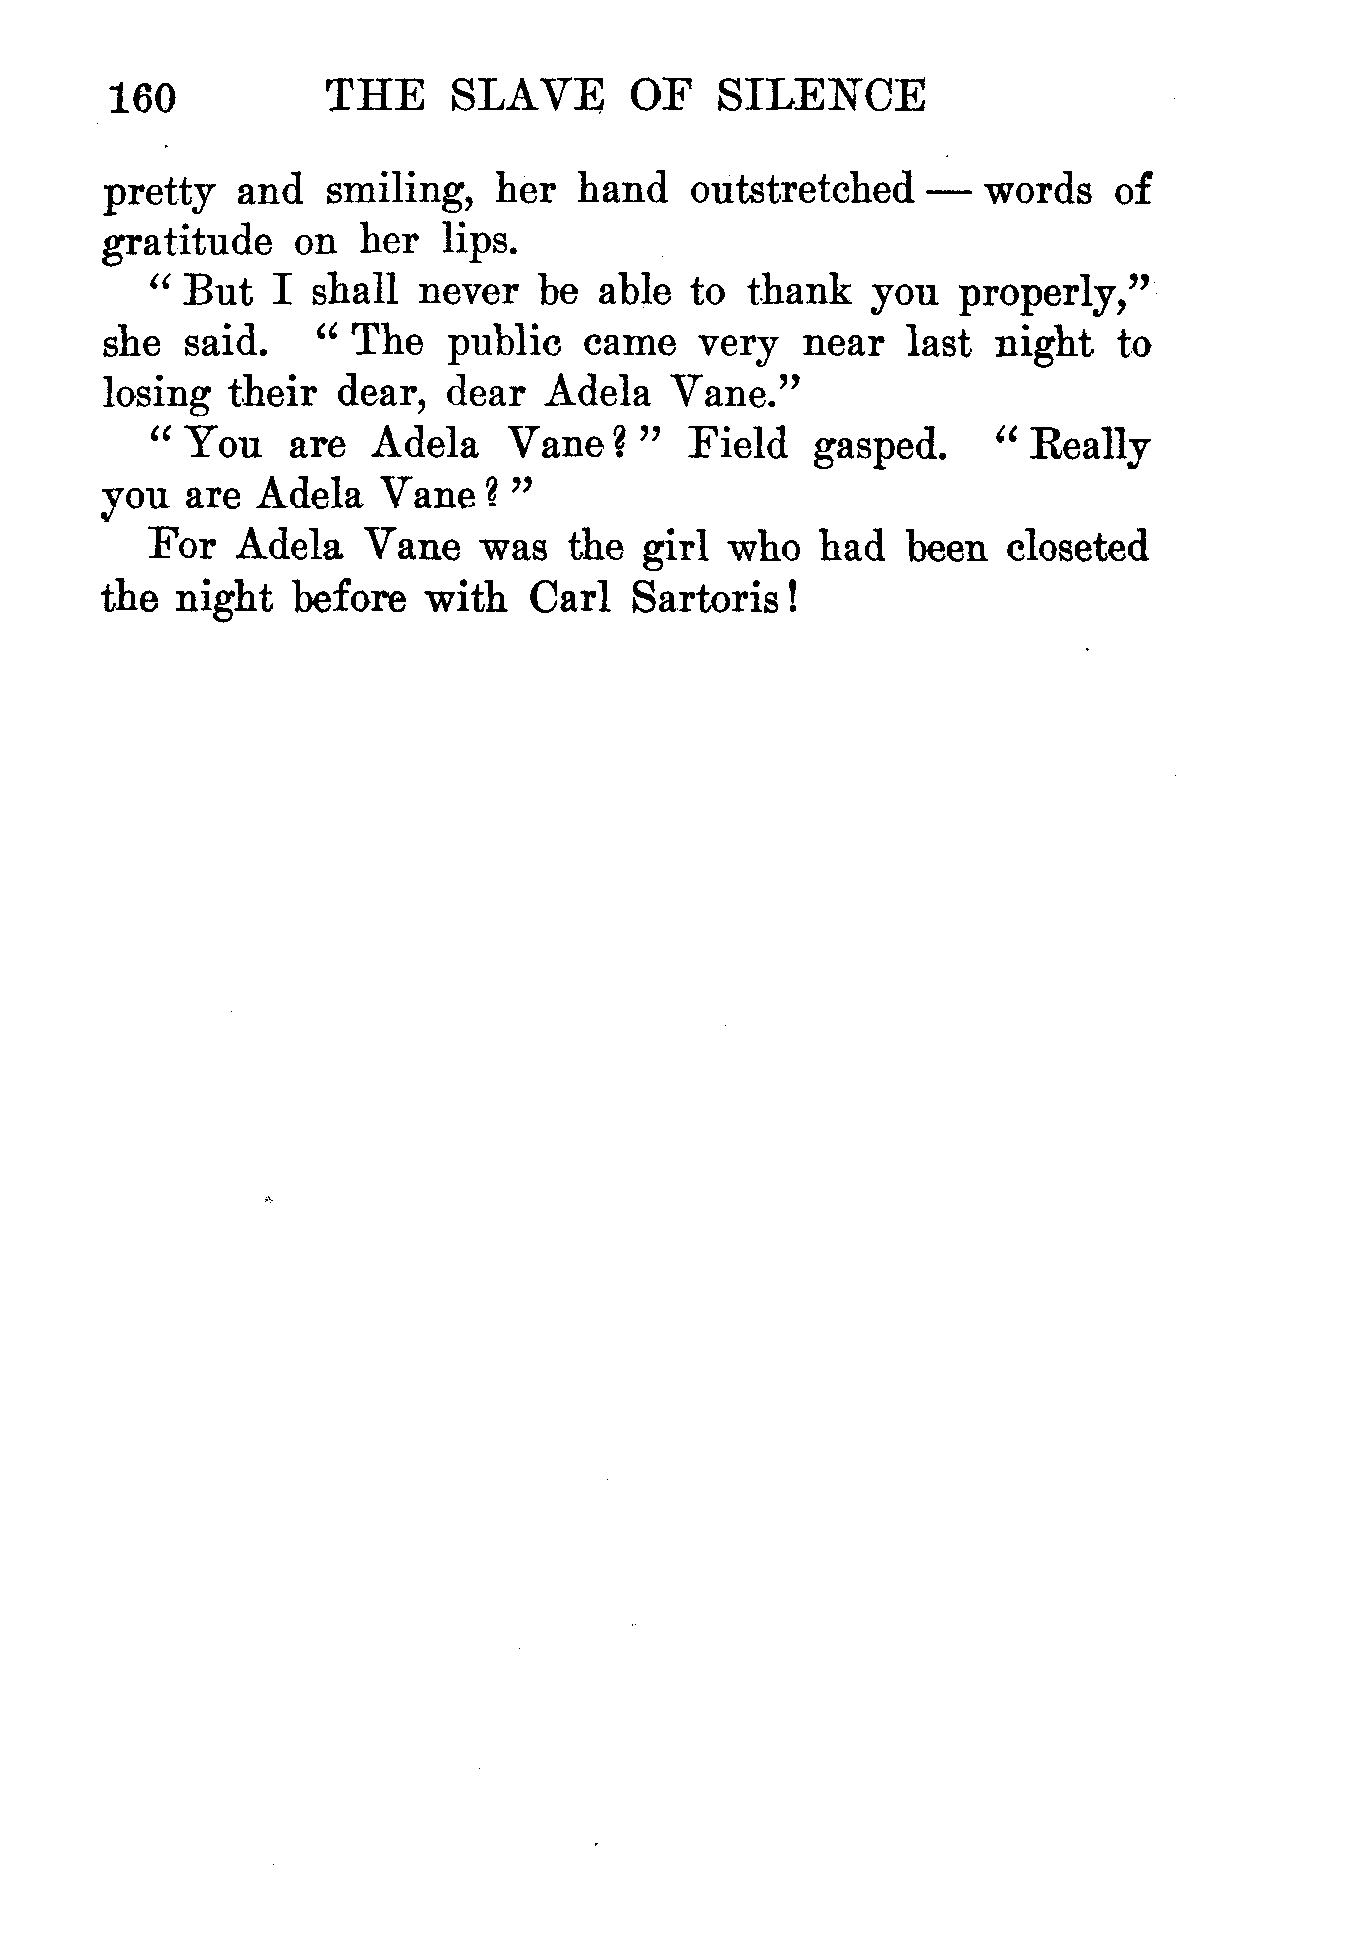 160 THE SLAVE OF SILENCE
pretty and smiling, her hand outstretched — words of
gratitude on her lips.
“ But I shall never be able to thank you properly,”
she said. “ The public came very near last night to
losing their dear, dear Adela Vane.”
“ You are Adela Vane? ” Field gasped. “ Really
you are Adela Vane? ”
For Adela Vane was the girl who had been closeted
the night before with Carl Sartoris!